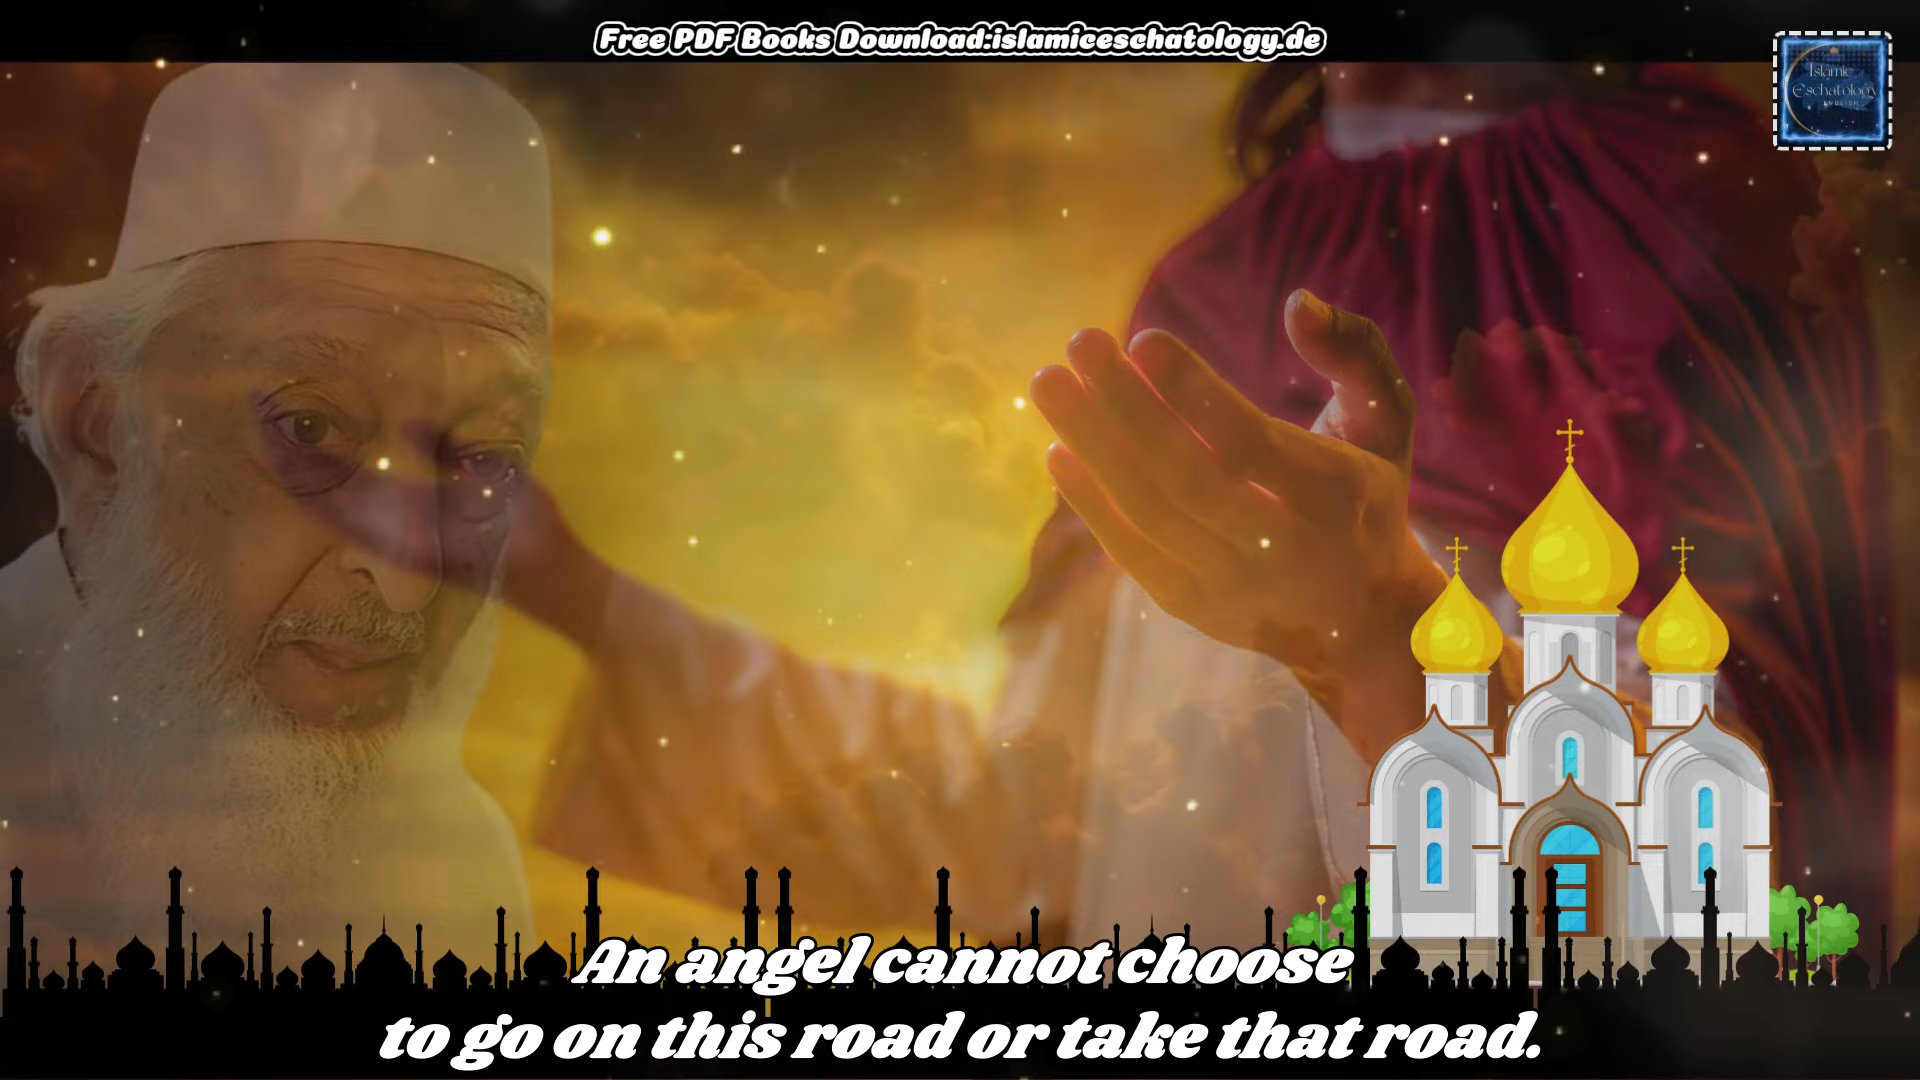 Free PDF Books Download:islamiceschatology.de
Islamic
Eschatology
ENGLISH
An angel cannot choose
to go on this road or take that road.